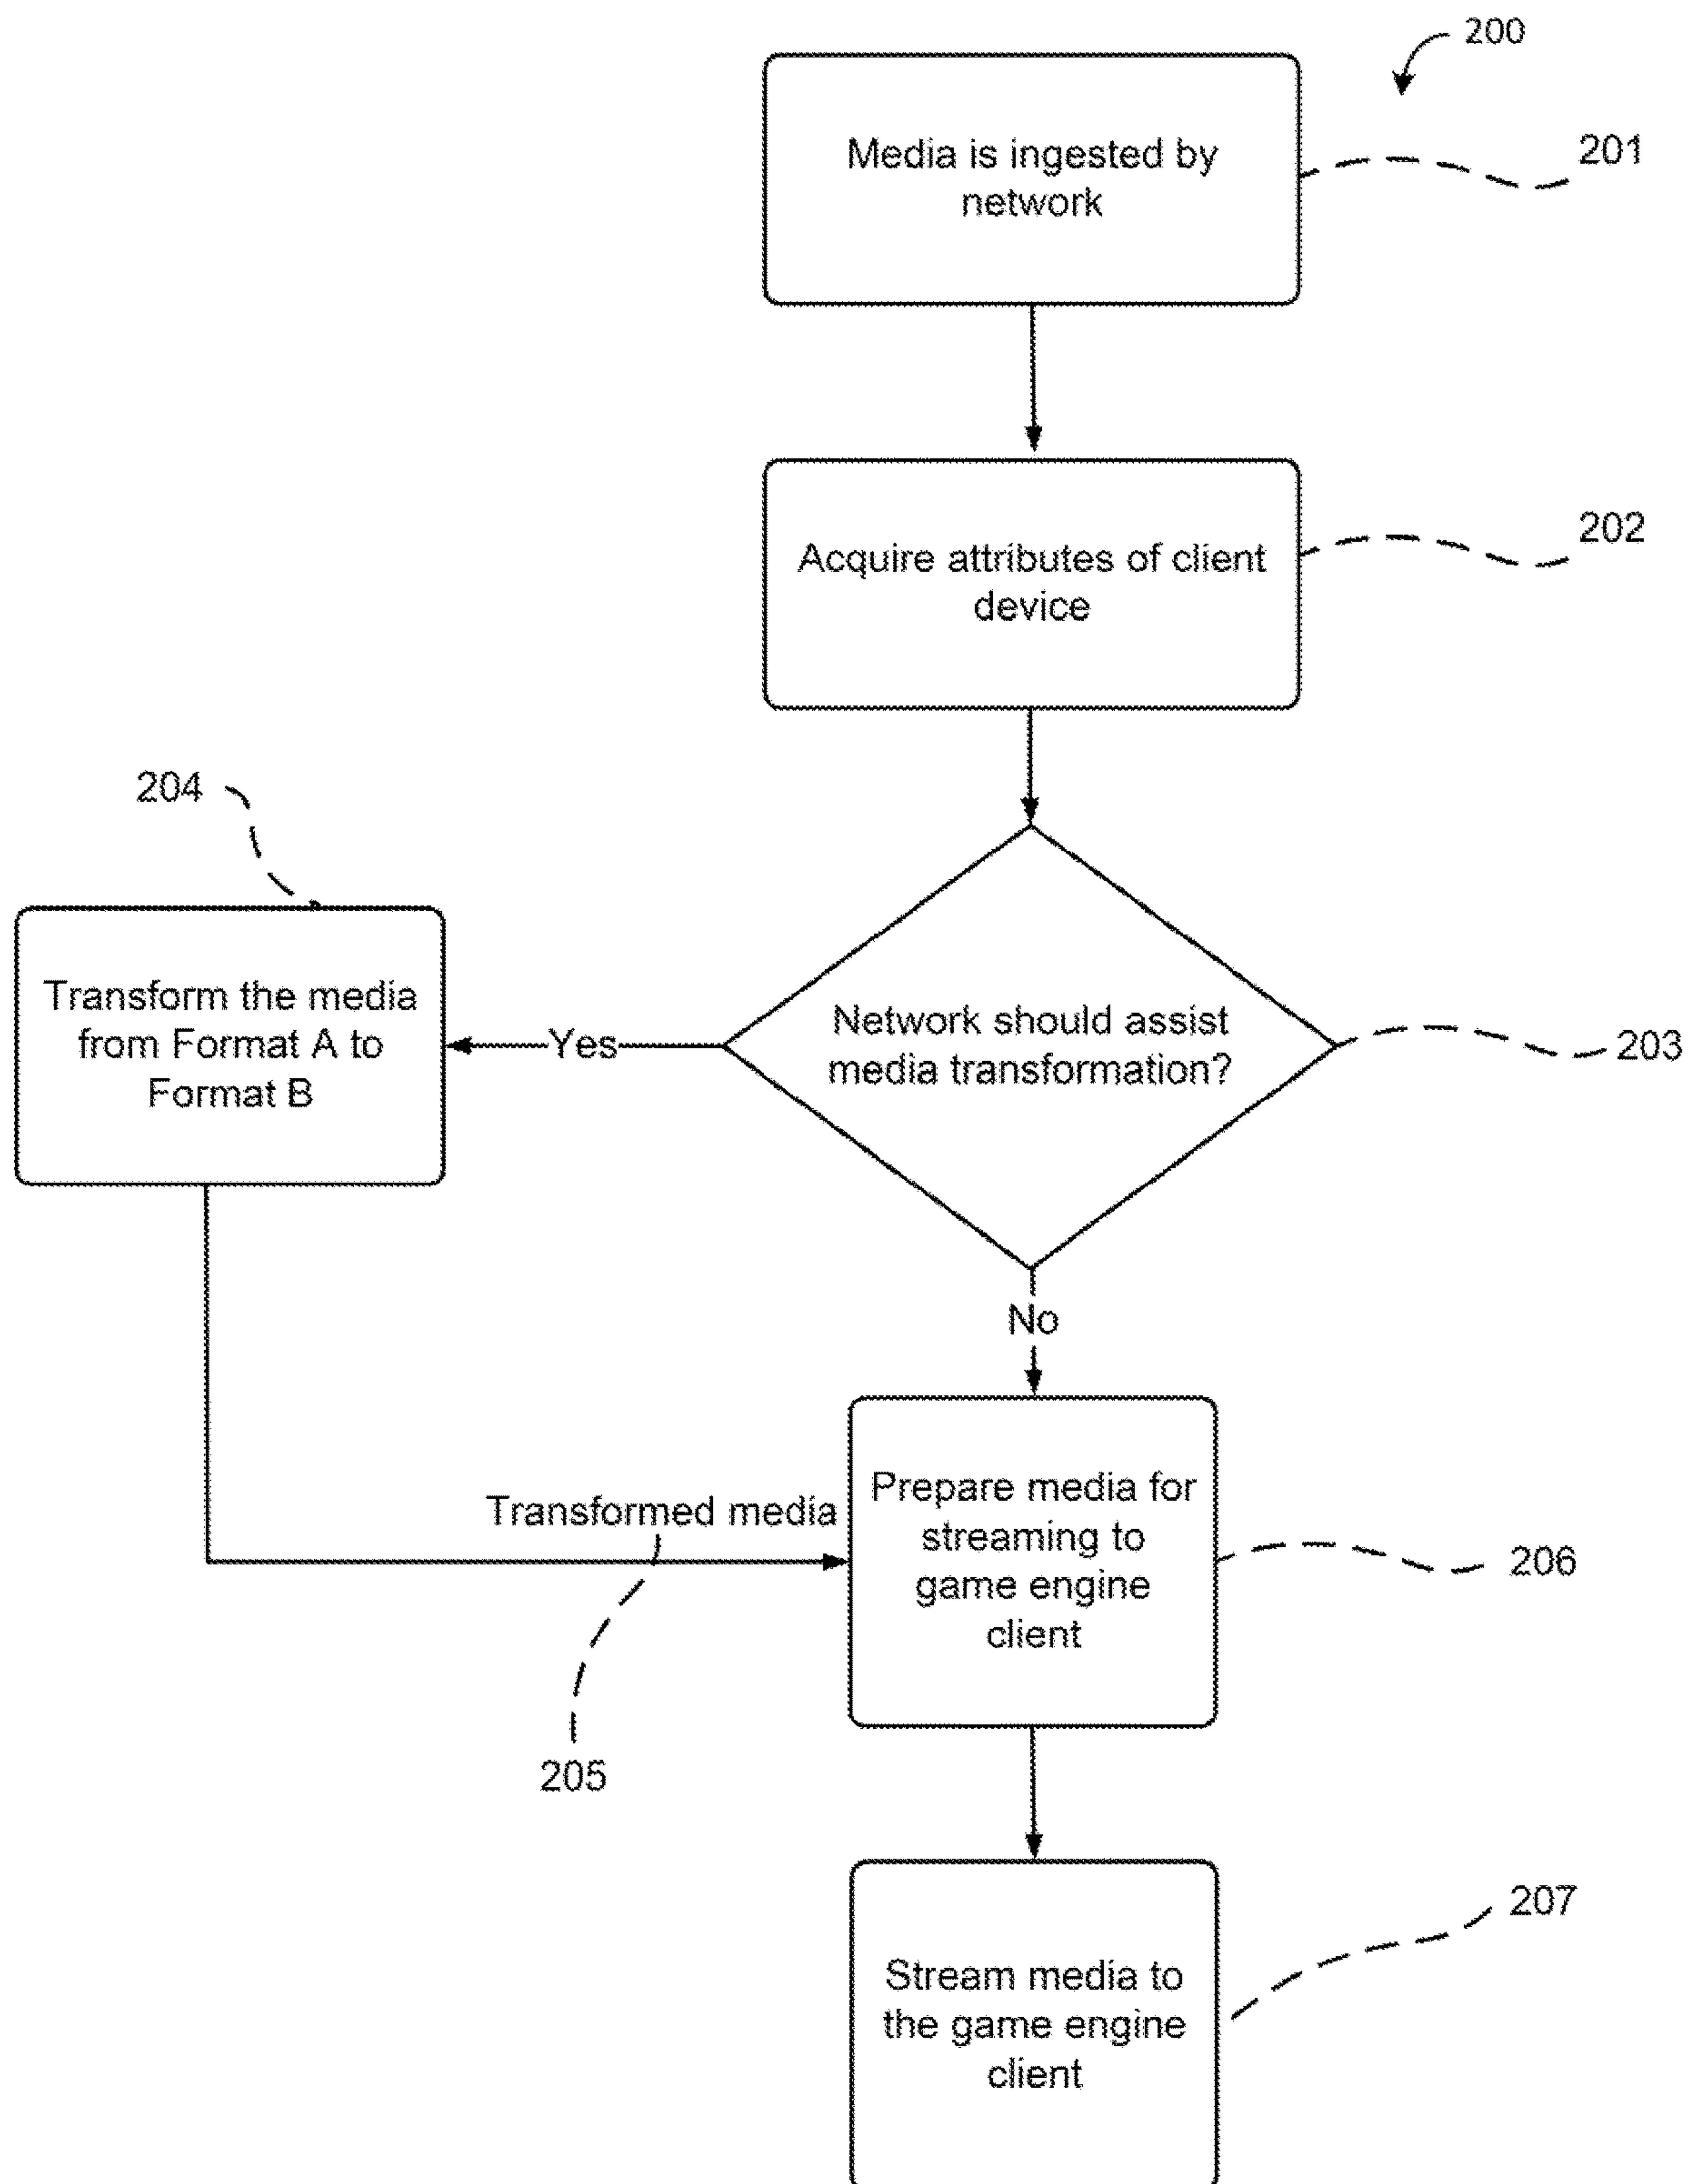 200
Media is ingested by
network
201
Acquire attributes of client
device
202
204
Transform the media
from Format A to
Format B
Yes
Network should assist
media transformation?
203
No
Transformed media
205
Prepare media for
streaming to
game engine
client
206
Stream media to
the game engine
client
207